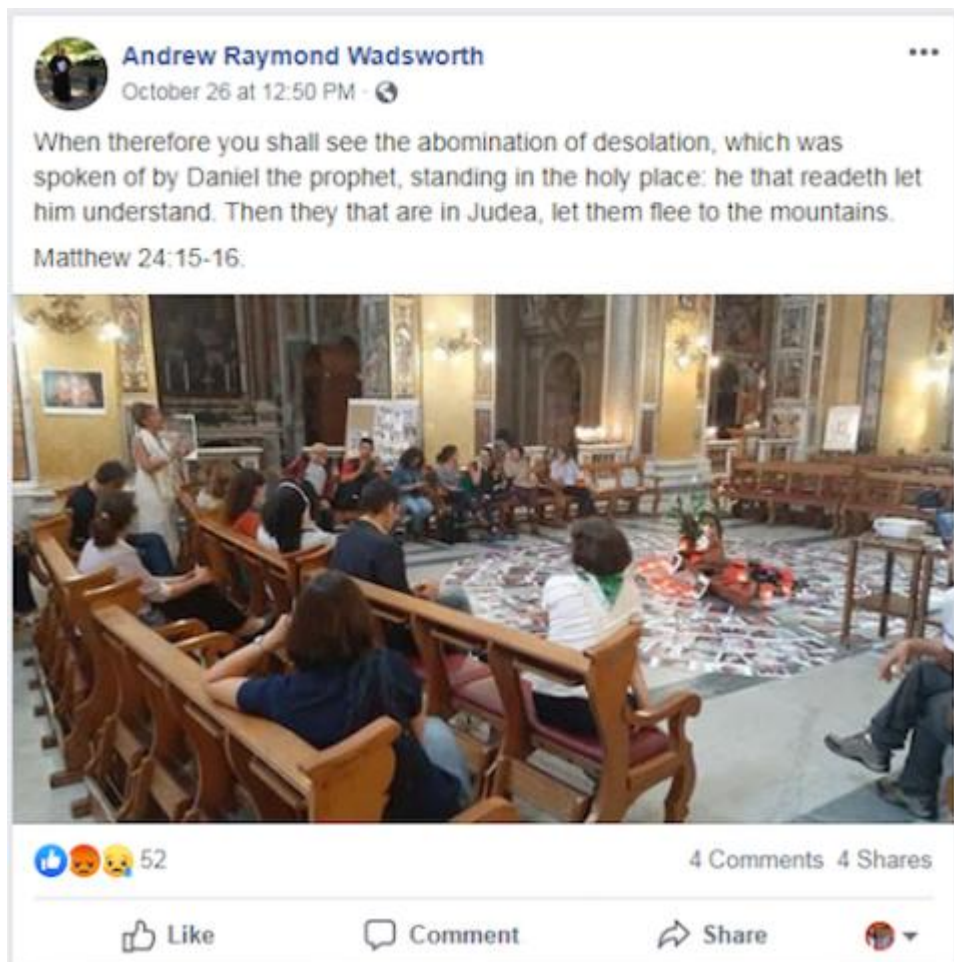 Andrew Raymond Wadsworth
October 26 at 12:50 PM ·
When therefore you shall see the abomination of desolation, which was
spoken of by Daniel the prophet, standing in the holy place: he that readeth let
him understand. Then they that are in Judea, let them flee to the mountains.
Matthew 24:15-16.
52
4 Comments 4 Shares
Like
Comment
Share